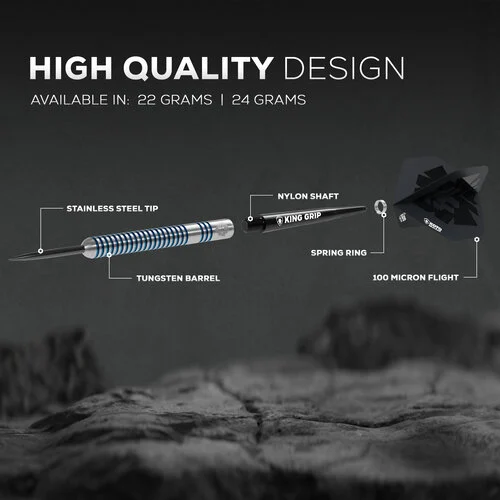 HIGH QUALITY DESIGN
AVAILABLE IN: 22 GRAMS | 24 GRAMS
NYLON SHAFT
STAINLESS STEEL TIP
KING GRIP
SPRING RING
TUNGSTEN BARREL
100 MICRON FLIGHT